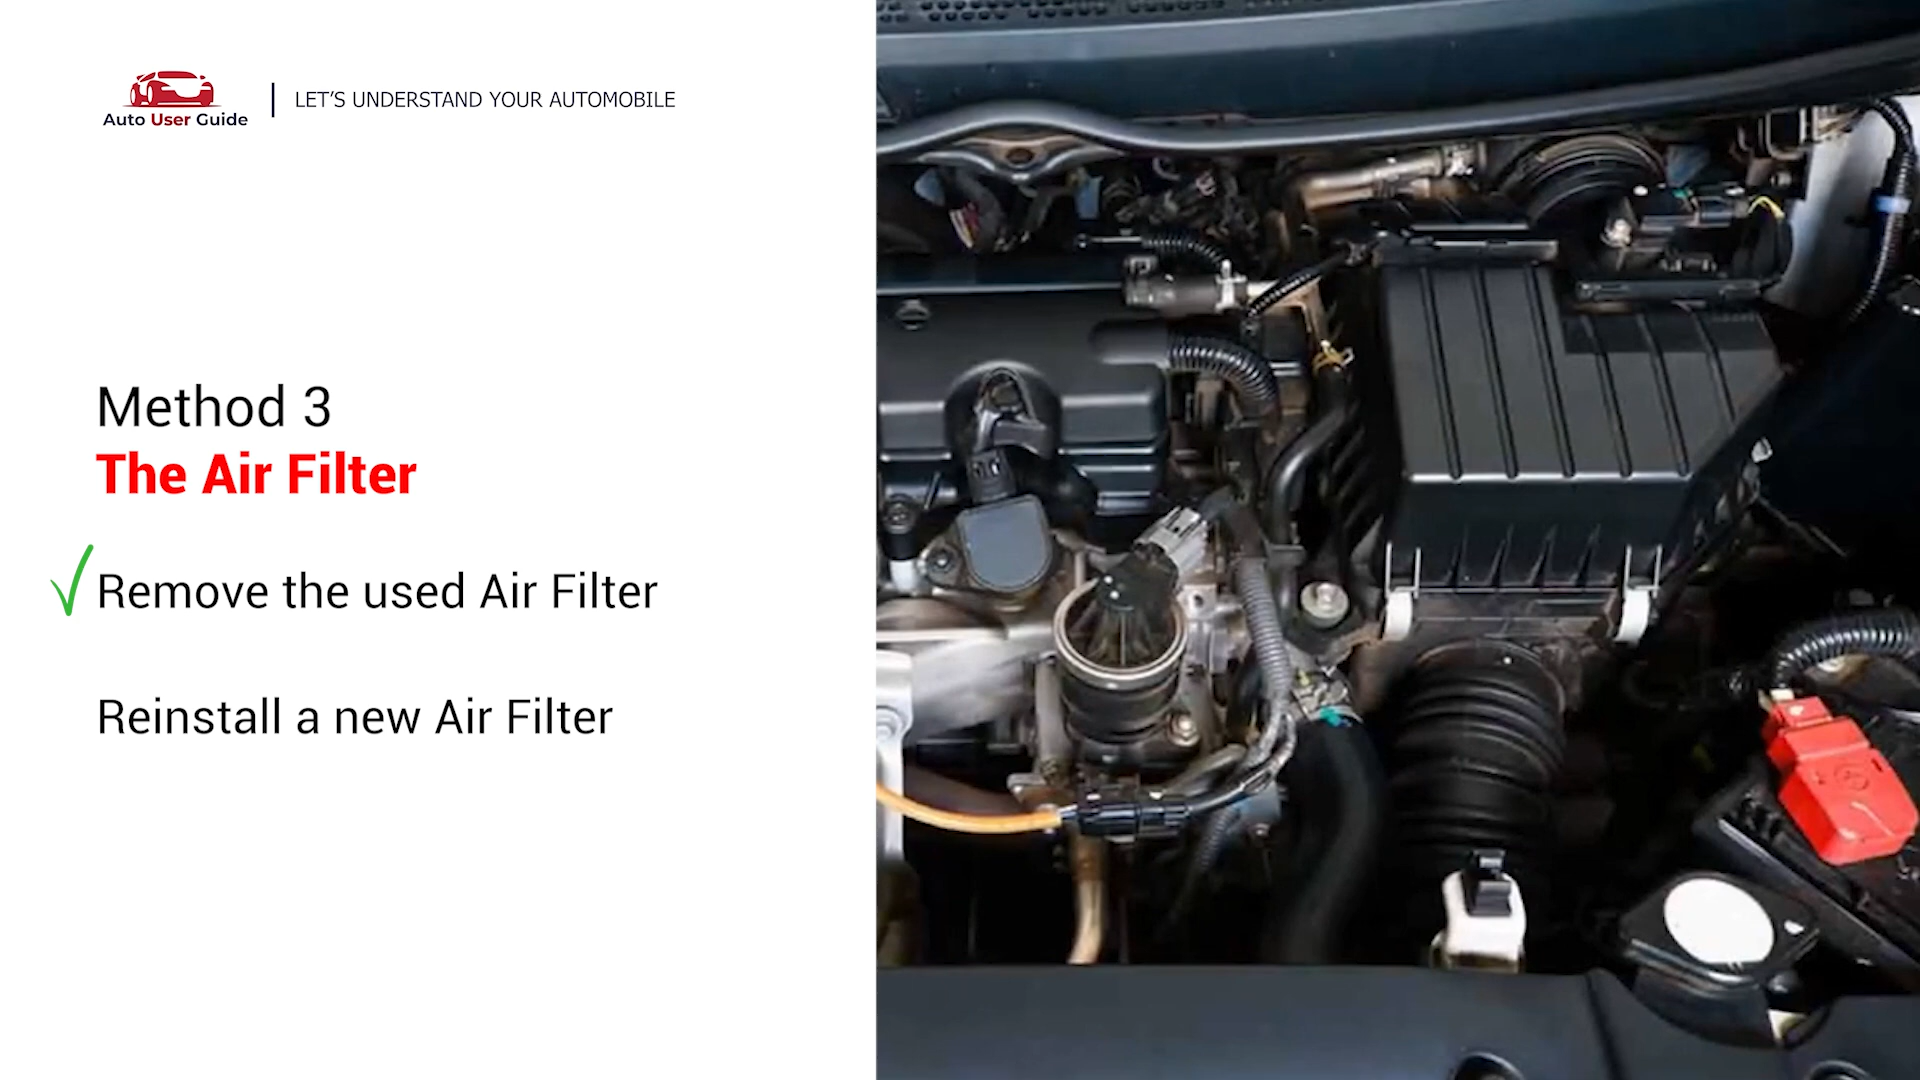 Auto User Guide
LET'S UNDERSTAND YOUR AUTOMOBILE
Method 3
The Air Filter
Remove the used Air Filter
Reinstall a new Air Filter